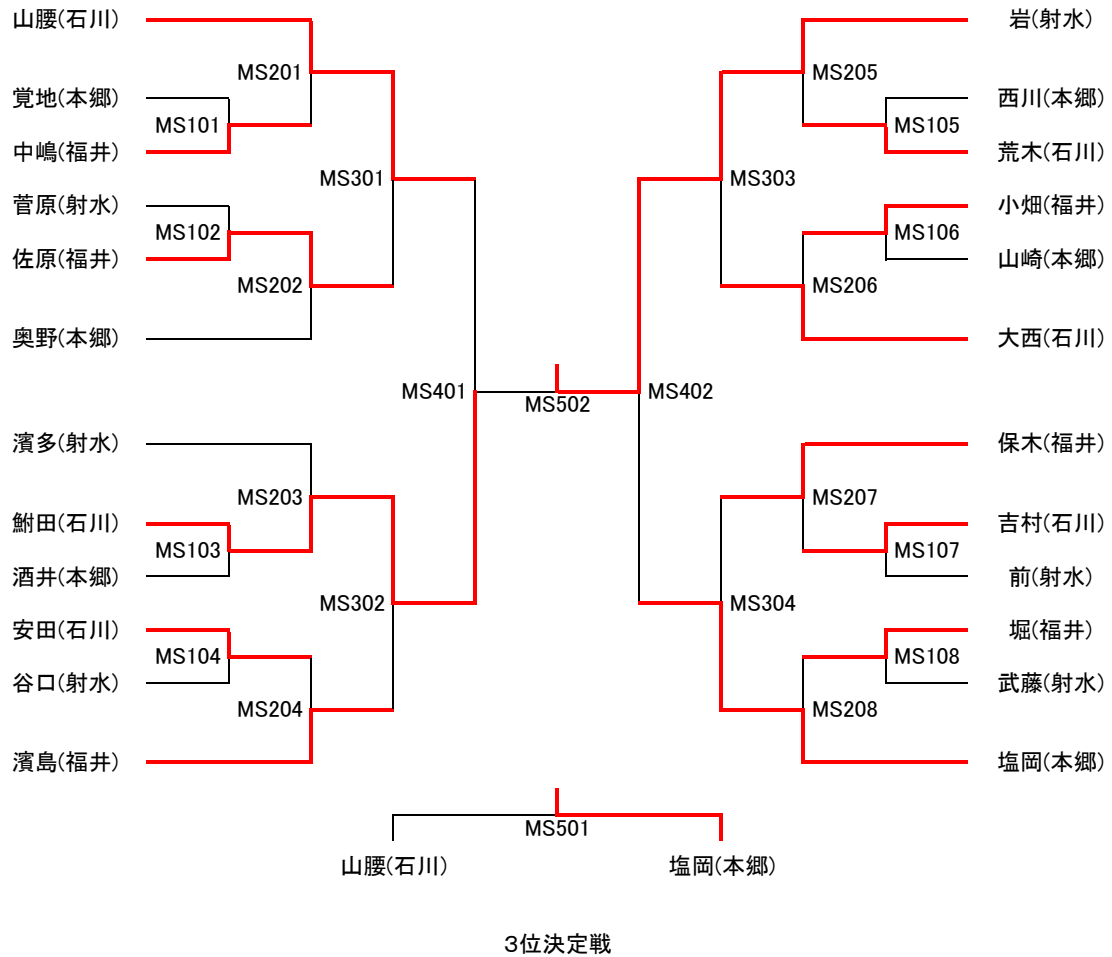 山腰(石川)
岩(射水)
MS201
MS205
覚地(本郷)
西川(本郷)
MS101
MS105
中嶋(福井)
荒木(石川)
MS301
MS303
菅原(射水)
小畑(福井)
MS102
MS106
佐原(福井)
山崎(本郷)
MS202
MS206
奥野(本郷)
大西(石川)
MS401
MS502
MS402
濱多(射水)
保木(福井)
MS203
MS207
鮒田(石川)
吉村(石川)
MS103
MS107
酒井(本郷)
前(射水)
MS302
MS304
安田(石川)
堀(福井)
MS104
MS108
谷口(射水)
武藤(射水)
MS204
MS208
濱島(福井)
塩岡(本郷)
MS501
山腰(石川)
塩岡(本郷)
3位決定戦